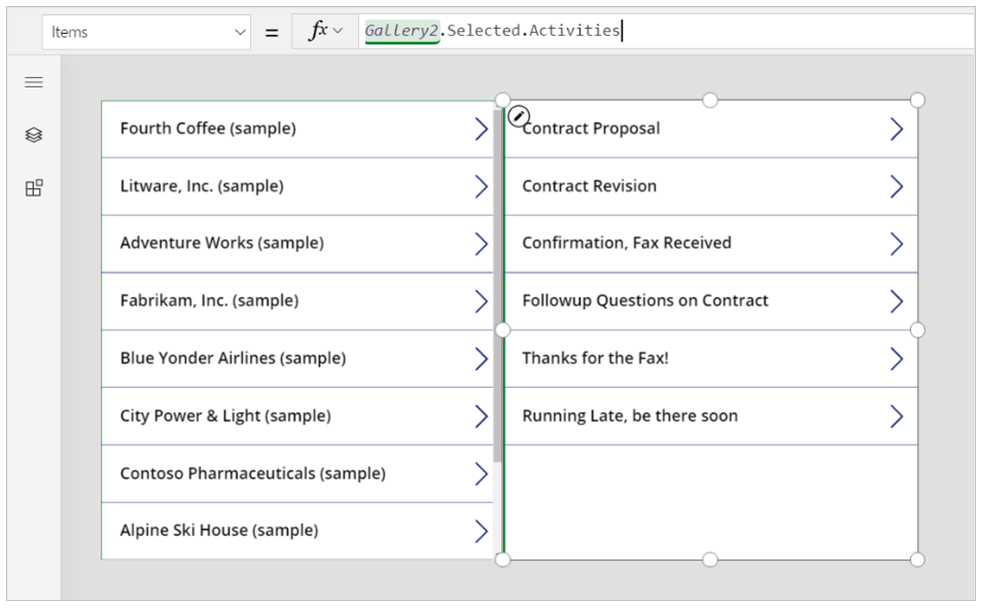 Items = fx Gallery2.Selected.Activities
Fourth Coffee (sample)
Litware, Inc. (sample)
Adventure Works (sample)
Fabrikam, Inc. (sample)
Blue Yonder Airlines (sample)
City Power & Light (sample)
Contoso Pharmaceuticals (sample)
Alpine Ski House (sample)
Contract Proposal
Contract Revision
Confirmation, Fax Received
Followup Questions on Contract
Thanks for the Fax!
Running Late, be there soon